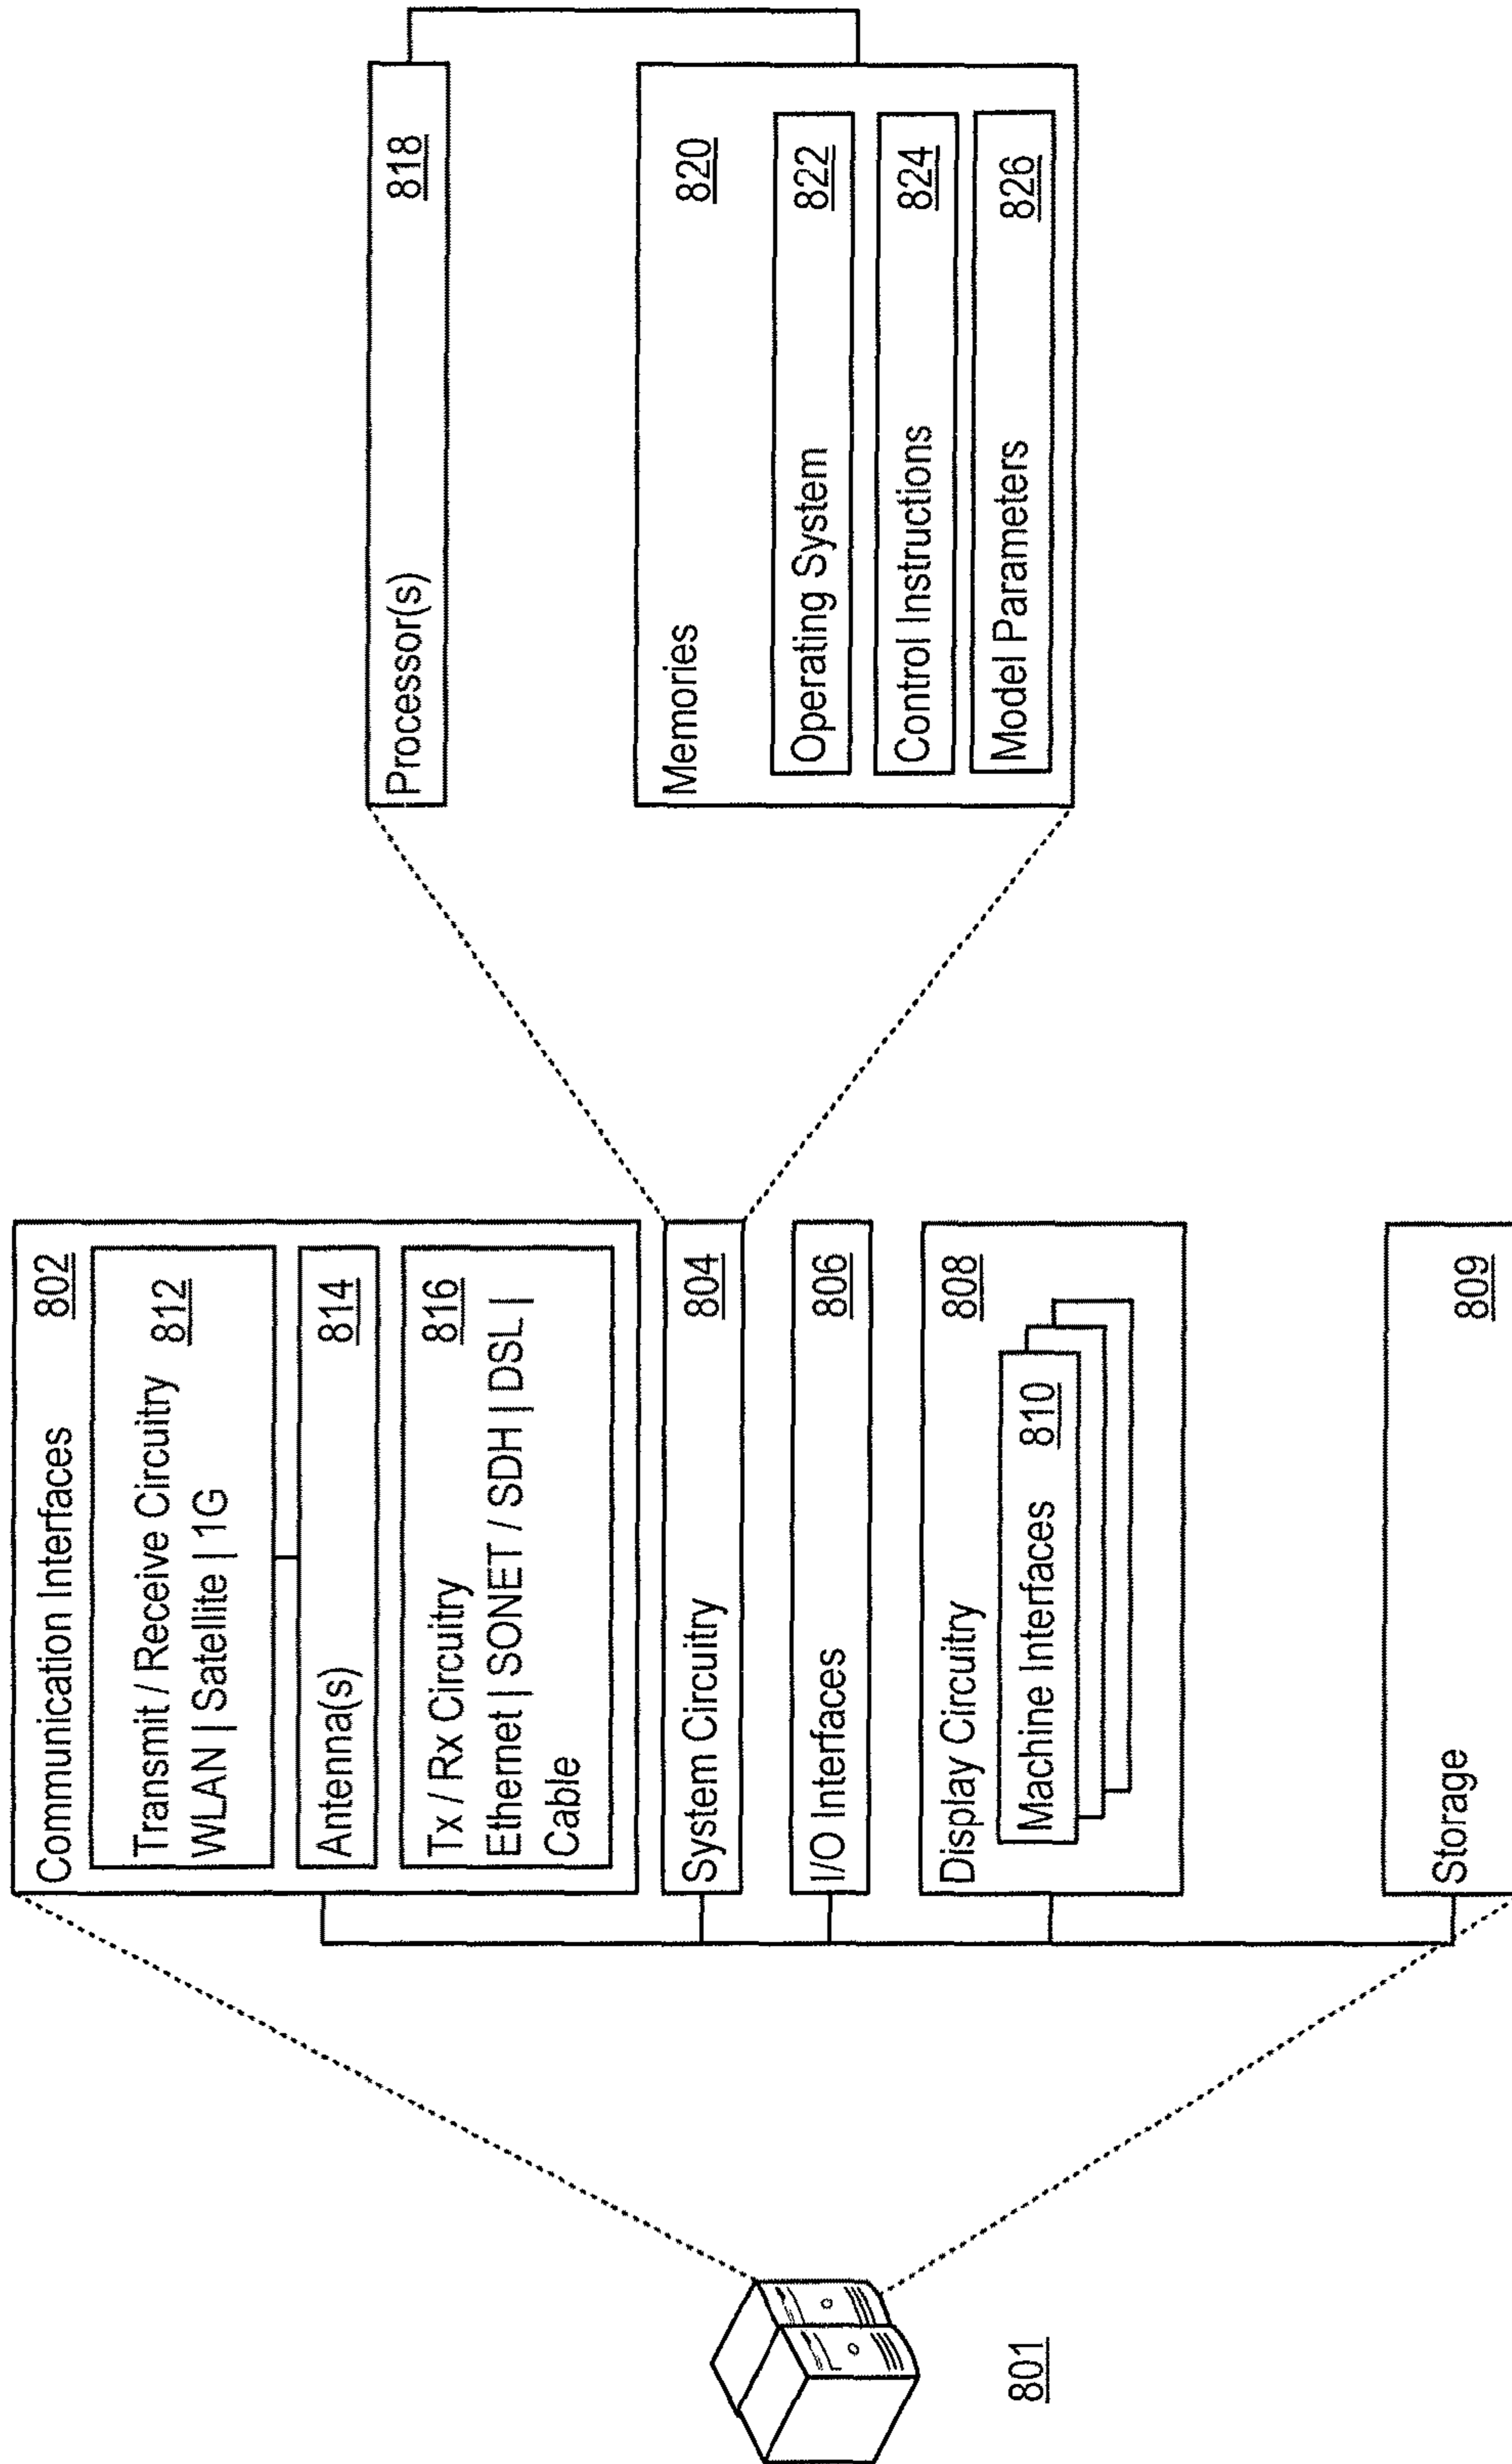 801
Communication Interfaces 802
Transmit / Receive Circuitry 812
WLAN | Satellite | 1G
Antenna(s) 814
Tx / Rx Circuitry 816
Ethernet | SONET / SDH | DSL |
Cable
System Circuitry 804
I/O Interfaces 806
Display Circuitry 808
Machine Interfaces 810
Storage 809
Processor(s) 818
Memories 820
Operating System 822
Control Instructions 824
Model Parameters 826